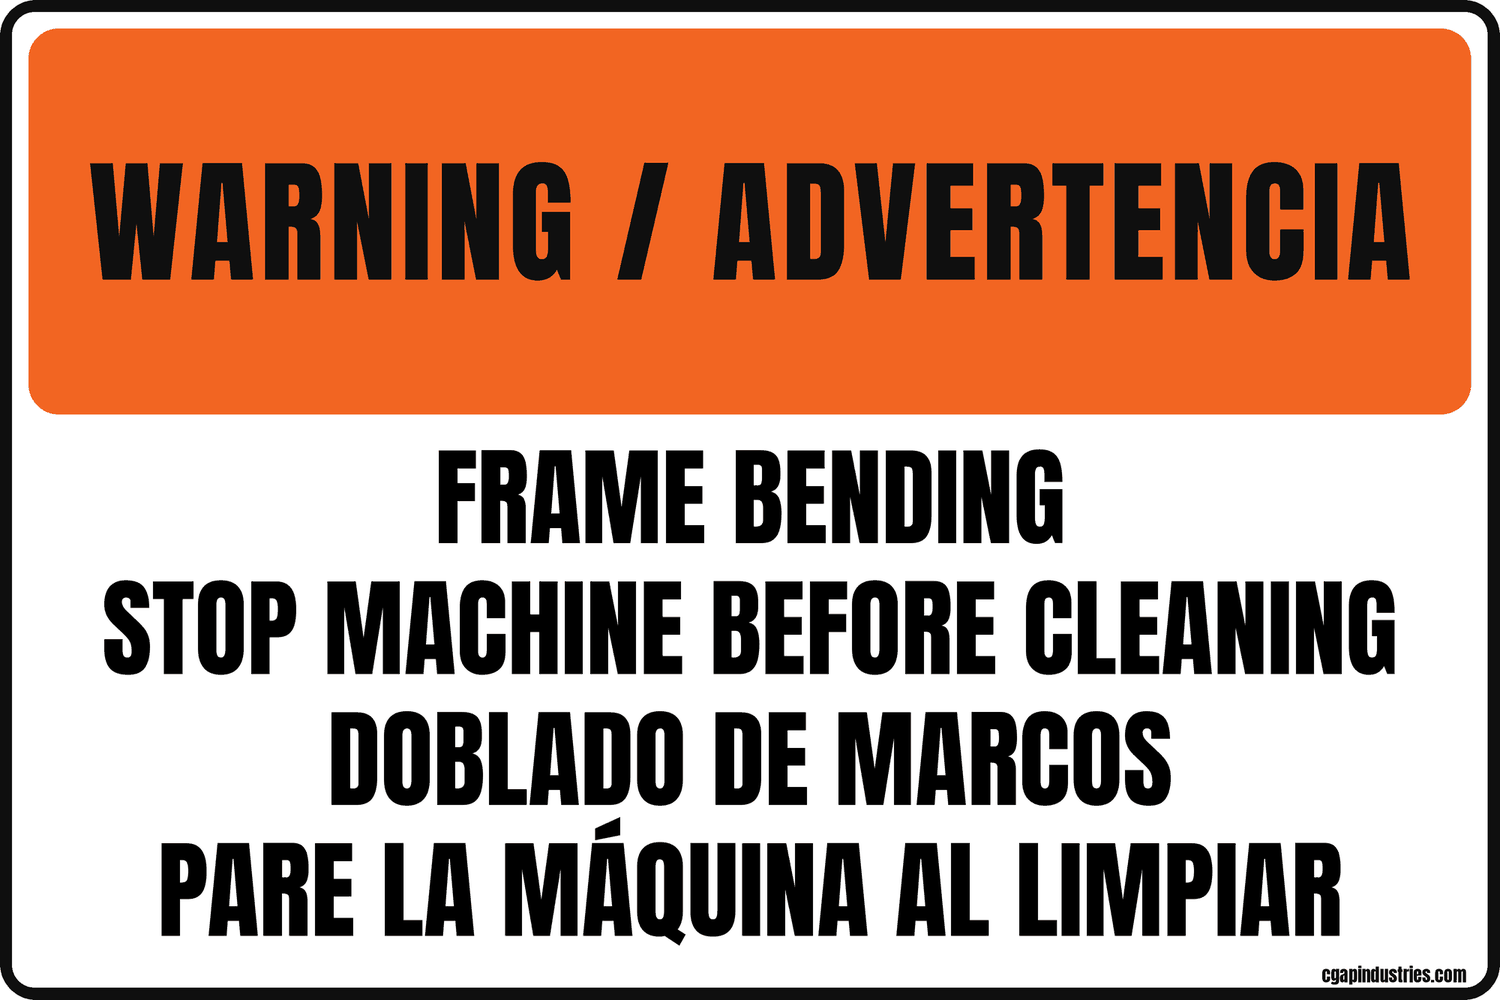 WARNING / ADVERTENCIA
FRAME BENDING
STOP MACHINE BEFORE CLEANING
DOBLADO DE MARCOS
PARE LA MÁQUINA AL LIMPIAR
cgapindustries.com